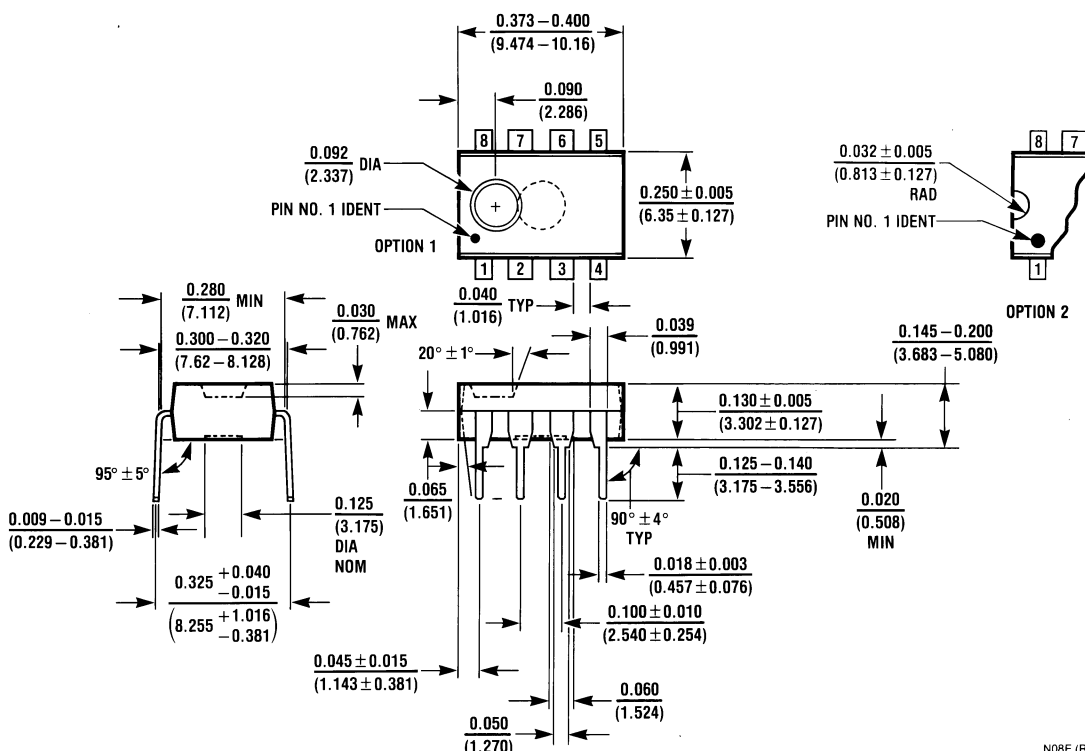 0.373 – 0.400
(9.474 – 10.16)
0.090
(2.286)
8 7 6 5
0.092 DIA
(2.337)
PIN NO. 1 IDENT
OPTION 1
0.250 ± 0.005
(6.35 ± 0.127)
1 2 3 4
8 7
0.032 ± 0.005
(0.813 ± 0.127)
RAD
PIN NO. 1 IDENT
1
OPTION 2
0.280 MIN
(7.112)
0.300 – 0.320
(7.62 – 8.128)
0.030 MAX
(0.762)
0.040 TYP
(1.016)
0.039
(0.991)
20° ± 1°
0.145 – 0.200
(3.683 – 5.080)
0.130 ± 0.005
(3.302 ± 0.127)
0.125 – 0.140
(3.175 – 3.556)
0.020
(0.508)
MIN
95° ± 5°
0.065
(1.651)
90° ± 4°
TYP
0.009 – 0.015
(0.229 – 0.381)
0.125
(3.175)
DIA
NOM
0.018 ± 0.003
(0.457 ± 0.076)
0.325 +0.040 −0.015
(8.255 +1.016 −0.381)
0.100 ± 0.010
(2.540 ± 0.254)
0.045 ± 0.015
(1.143 ± 0.381)
0.060
(1.524)
0.050
(1.270)